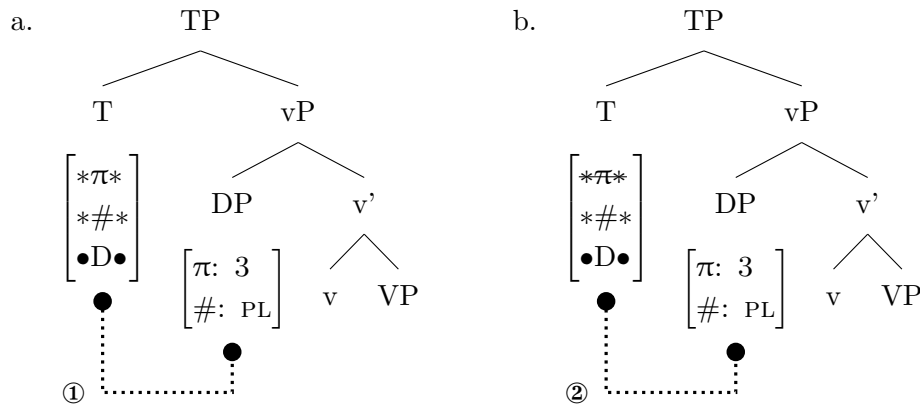 a. TP
T vP
*π*
*#*
●D●
DP v’
π: 3
#: PL
v VP
①
b. TP
T vP
*π*
*#*
●D●
DP v’
π: 3
#: PL
v VP
②